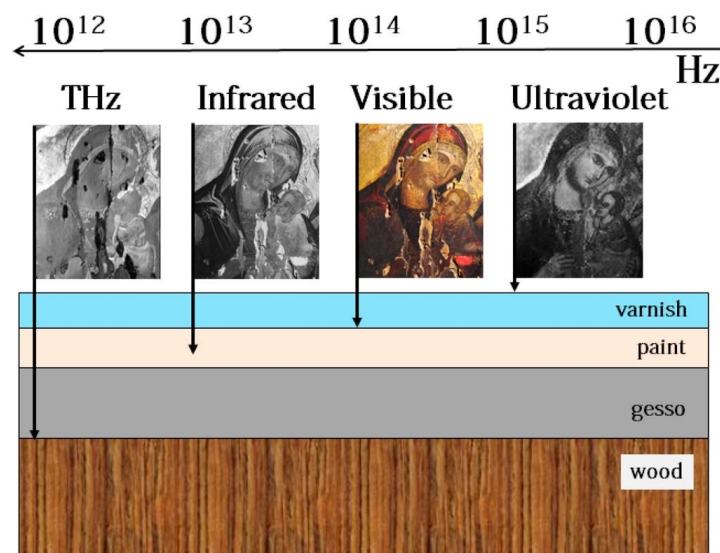 10¹² 10¹³ 10¹⁴ 10¹⁵ 10¹⁶
Hz
THz Infrared Visible Ultraviolet
varnish
paint
gesso
wood